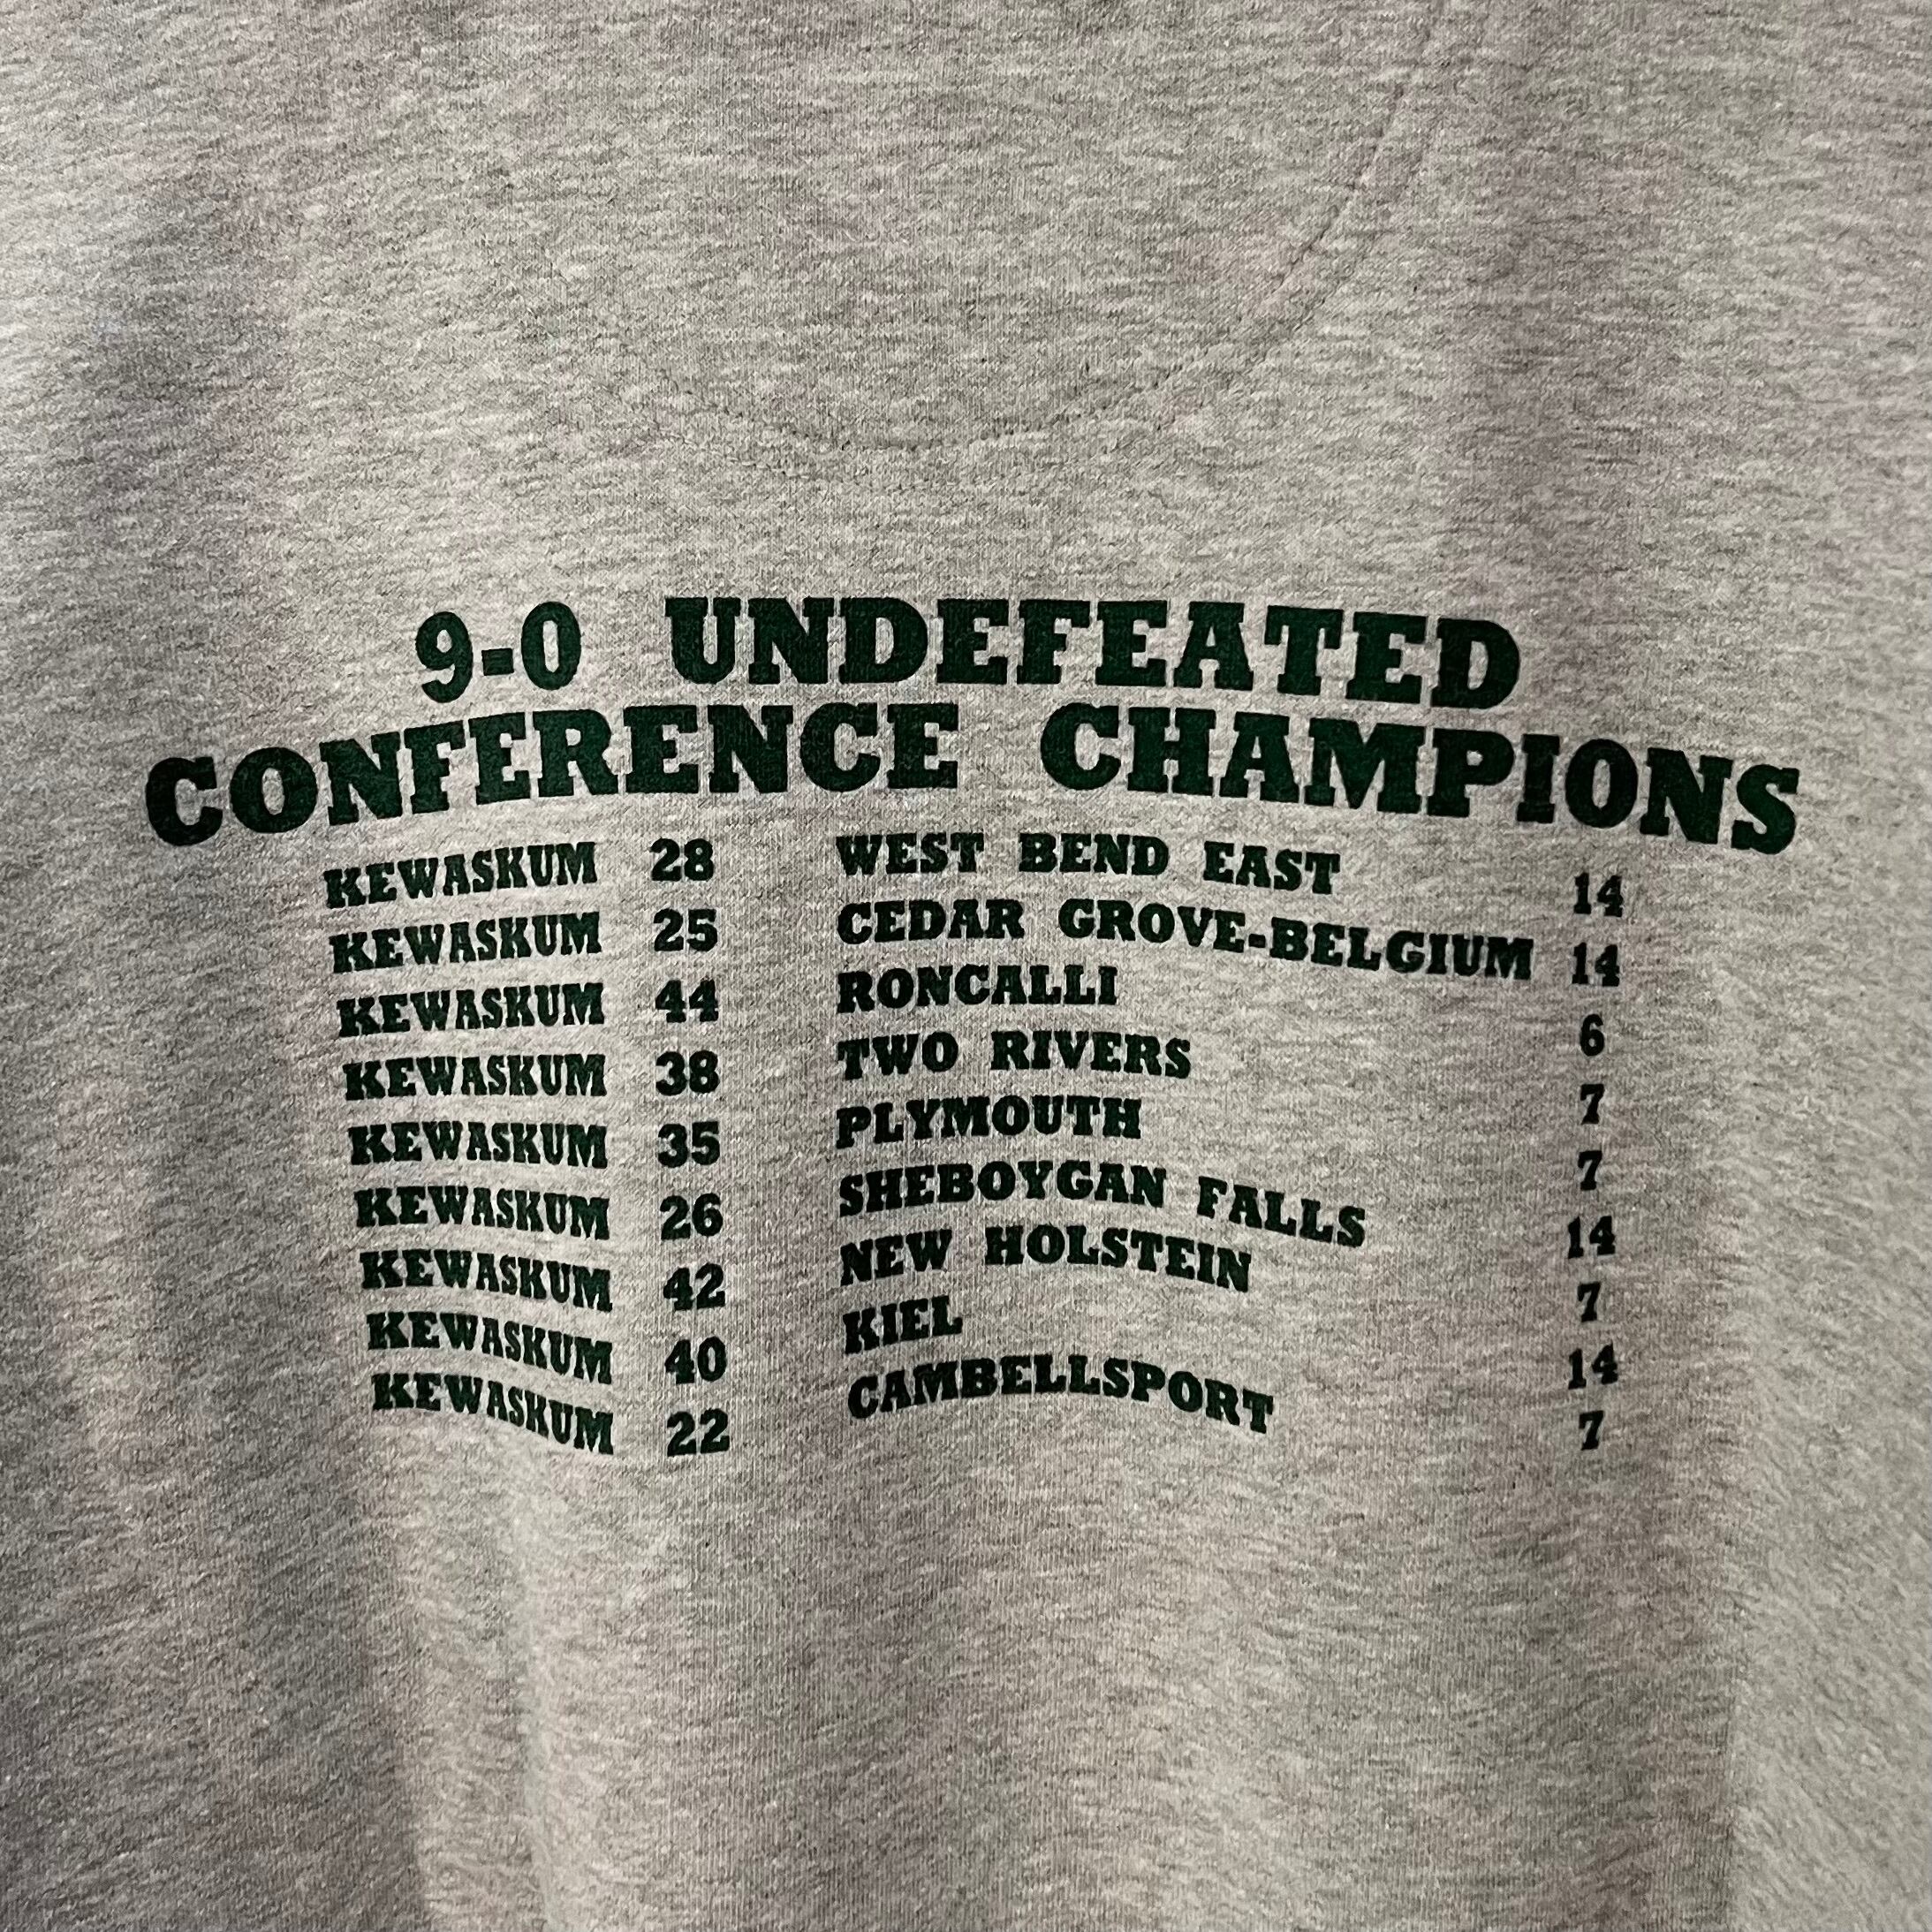 9-0 UNDEFEATED
CONFERENCE CHAMPIONS
KEWASKUM 28 WEST BEND EAST 14
KEWASKUM 25 CEDAR GROVE-BELGIUM 14
KEWASKUM 44 RONCALLI 6
KEWASKUM 38 TWO RIVERS 7
KEWASKUM 35 PLYMOUTH 7
KEWASKUM 26 SHEBOYGAN FALLS 14
KEWASKUM 42 NEW HOLSTEIN 7
KEWASKUM 40 KIEL 14
KEWASKUM 22 CAMBELLSPORT 7